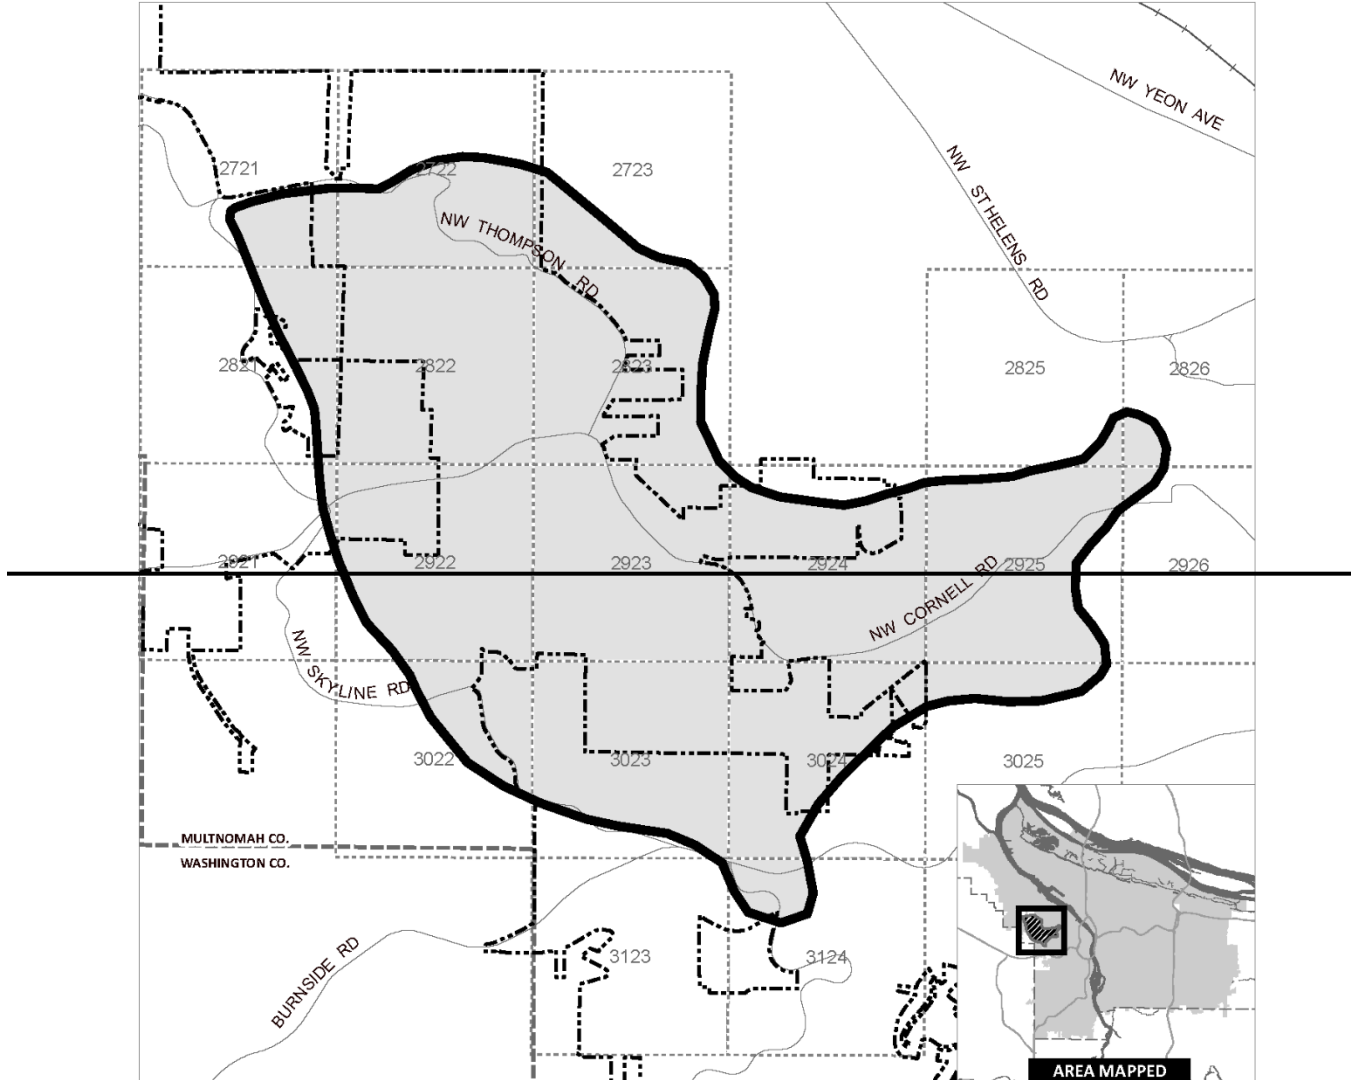 NW YEON AVE
2721
2722
2723
NW ST HELENS RD
NW THOMPSON RD
2821
2822
2823
2825
2826
2921
2922
2923
2924
2925
2926
NW CORNELL RD
NW SKYLINE RD
3022
3023
3024
3025
MULTNOMAH CO.
WASHINGTON CO.
BURNSIDE RD
3123
3124
AREA MAPPED